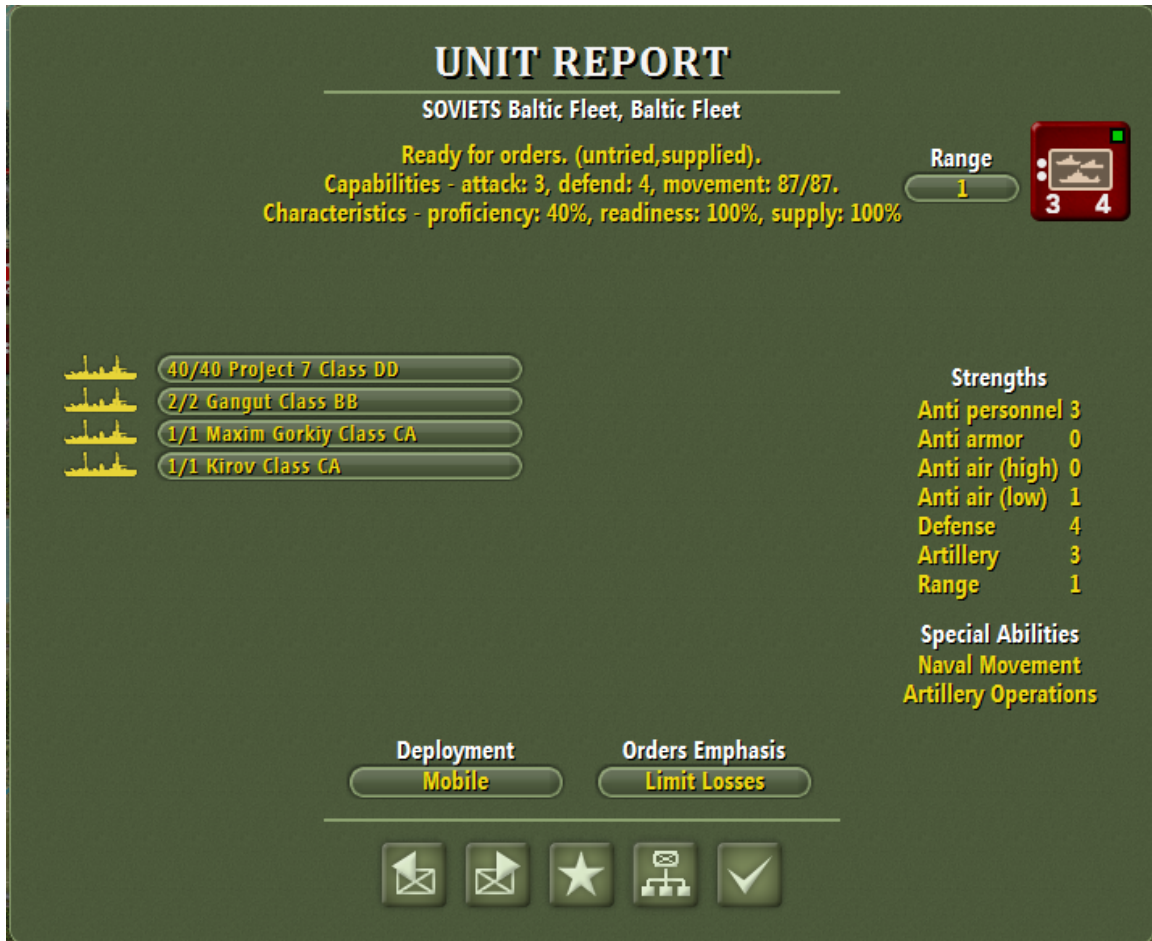 UNIT REPORT
SOVIETS Baltic Fleet, Baltic Fleet
Ready for orders. (untried,supplied).
Capabilities - attack: 3, defend: 4, movement: 87/87.
Characteristics - proficiency: 40%, readiness: 100%, supply: 100%
Range
1
3 4
40/40 Project 7 Class DD
2/2 Gangut Class BB
1/1 Maxim Gorkiy Class CA
1/1 Kirov Class CA
Strengths
Anti personnel 3
Anti armor 0
Anti air (high) 0
Anti air (low) 1
Defense 4
Artillery 3
Range 1
Special Abilities
Naval Movement
Artillery Operations
Deployment
Mobile
Orders Emphasis
Limit Losses